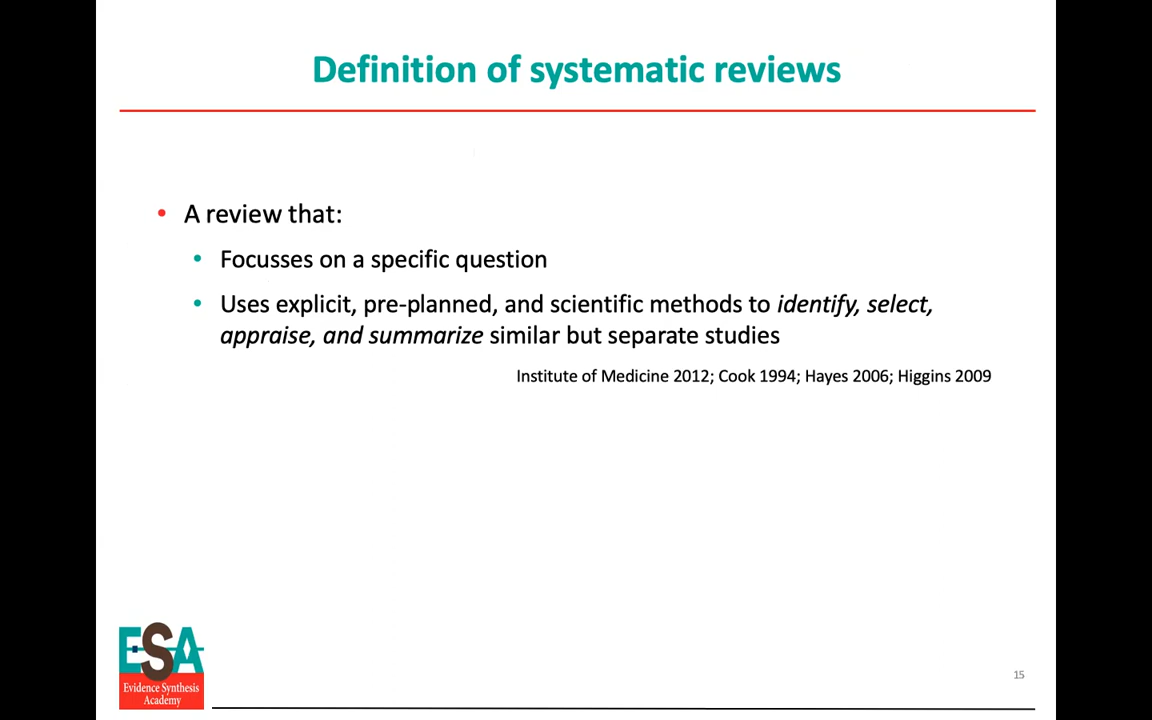 Definition of systematic reviews
• A review that:
• Focusses on a specific question
• Uses explicit, pre-planned, and scientific methods to identify, select,
appraise, and summarize similar but separate studies
Institute of Medicine 2012; Cook 1994; Hayes 2006; Higgins 2009
ESA
Evidence Synthesis
Academy
15